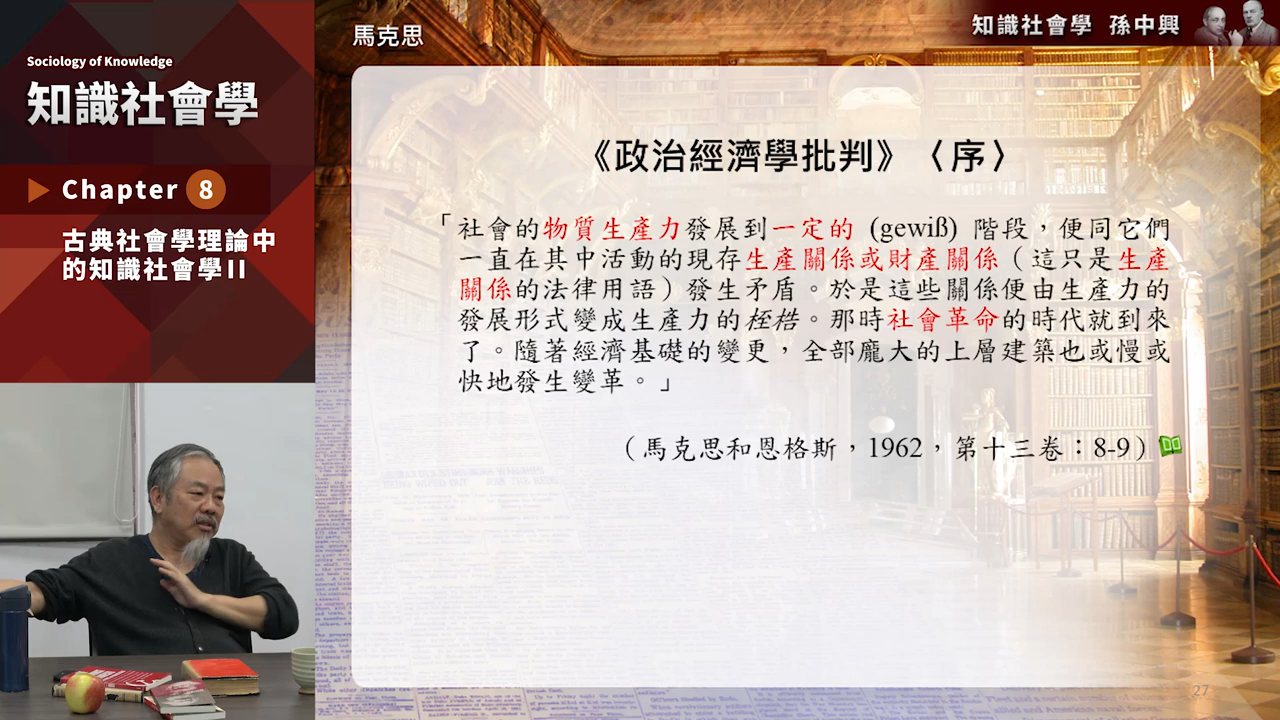 Sociology of Knowledge
知識社會學
Chapter 8
古典社會學理論中
的知識社會學II
馬克思
知識社會學 孫中興
《政治經濟學批判》〈序〉
「社會的物質生產力發展到一定的 (gewiß) 階段，便同它們
一直在其中活動的現存生產關係或財產關係（這只是生產
關係的法律用語）發生矛盾。於是這些關係便由生產力的
發展形式變成生產力的桎梏。那時社會革命的時代就到來
了。隨著經濟基礎的變更，全部龐大的上層建築也或慢或
快地發生變革。」
（馬克思和恩格斯，1962，第十三卷：8-9）
27